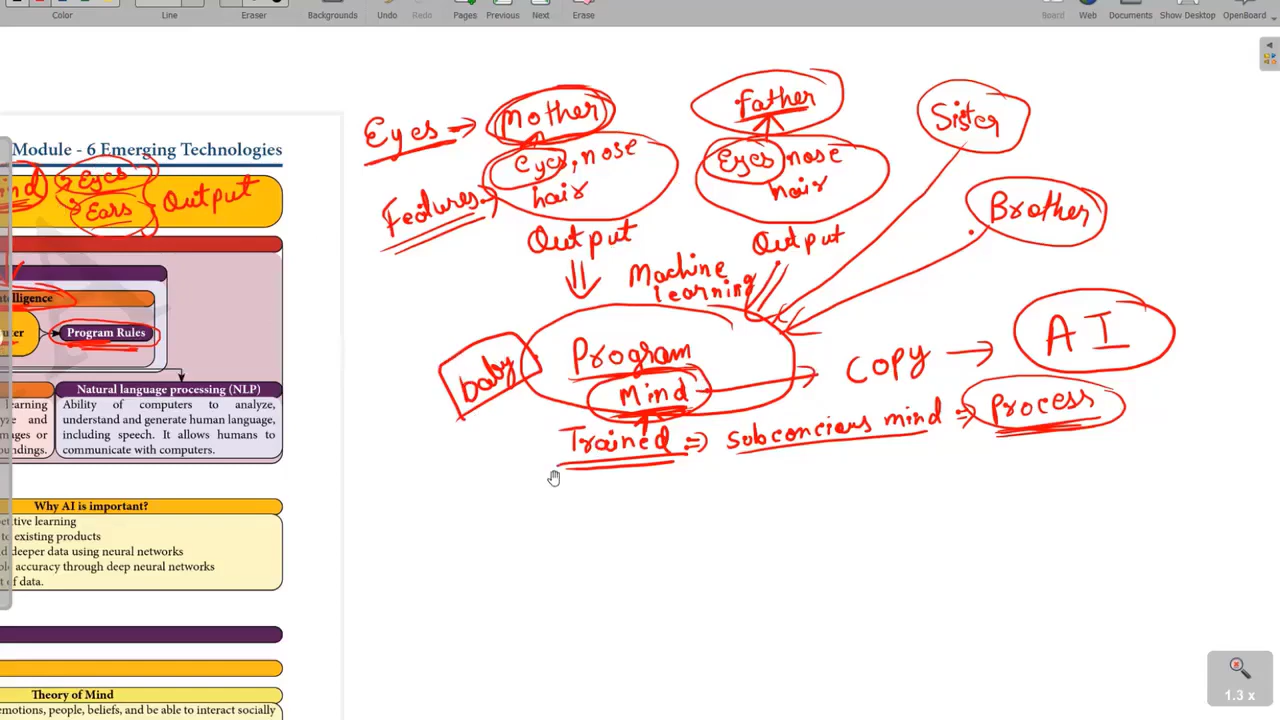 Color
Line
Eraser
Backgrounds
Undo
Redo
Pages
Previous
Next
Erase
Board
Web
Documents
Show Desktop
OpenBoard
Module - 6 Emerging Technologies
Eyes
Ears
Output
Program Rules
Natural language processing (NLP)
Ability of computers to analyze,
understand and generate human language,
including speech. It allows humans to
communicate with computers.
Why AI is important?
to existing products
deeper data using neural networks
accuracy through deep neural networks
of data.
Theory of Mind
emotions, people, beliefs, and be able to interact socially
Eyes
Mother
Eyes, nose
hair
Features
Output
Father
Eyes nose
hair
Output
Sister
Brother
Machine
learning
baby
Program
Mind
Copy
AI
Trained
subconcious mind
Process
1.3 x